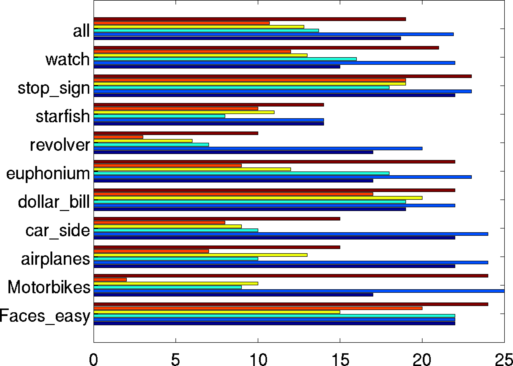 all
watch
stop_sign
starfish
revolver
euphonium
dollar_bill
car_side
airplanes
Motorbikes
Faces_easy
0 5 10 15 20 25